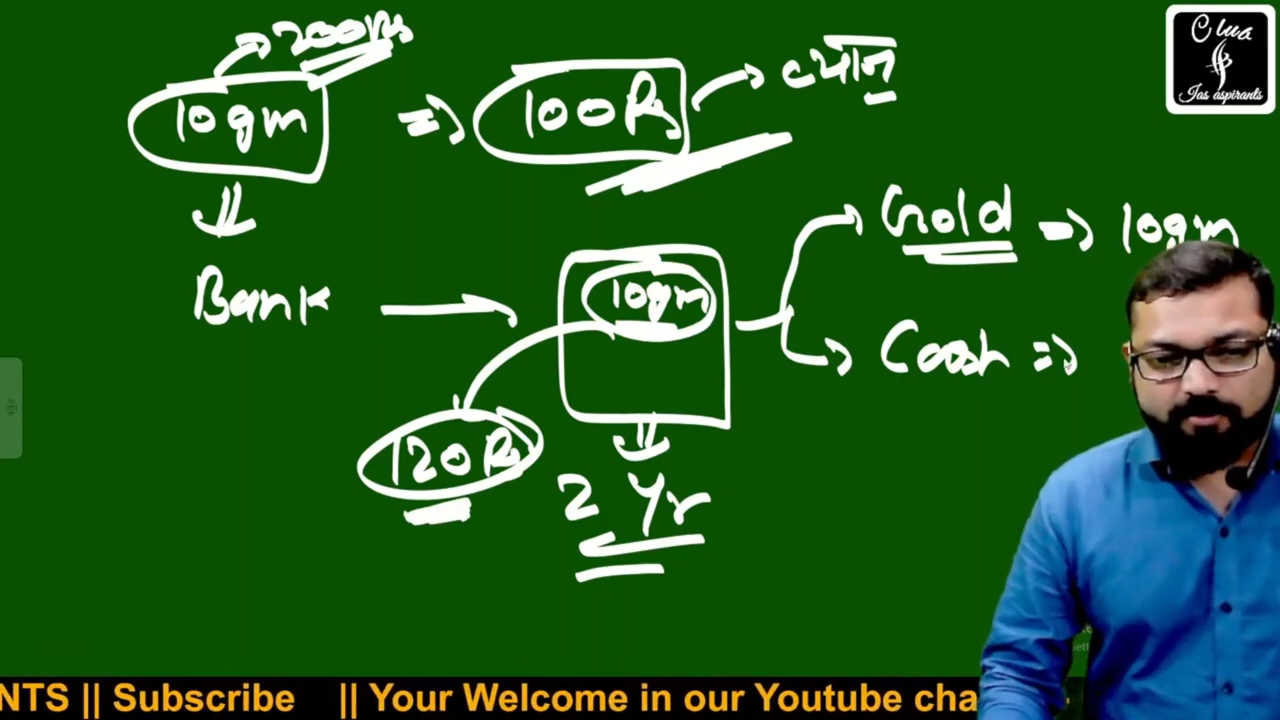 200Rs
10gm ⇒ 100Rs → ब्याज
Bank → 10gm
Gold ⇒ 10gm
Cash ⇒
120Rs
2 Yr
Clue
Ias aspirants
NTS || Subscribe || Your Welcome in our Youtube cha